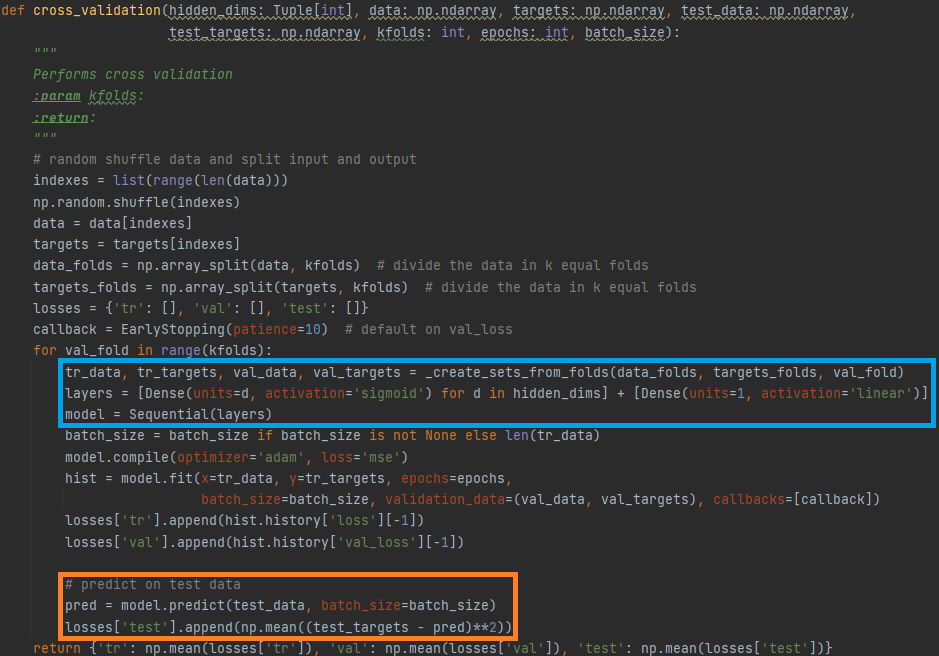 def cross_validation(hidden_dims: Tuple[int], data: np.ndarray, targets: np.ndarray, test_data: np.ndarray,
                     test_targets: np.ndarray, kfolds: int, epochs: int, batch_size):
    """
    Performs cross validation
    :param kfolds:
    :return:
    """
    # random shuffle data and split input and output
    indexes = list(range(len(data)))
    np.random.shuffle(indexes)
    data = data[indexes]
    targets = targets[indexes]
    data_folds = np.array_split(data, kfolds)  # divide the data in k equal folds
    targets_folds = np.array_split(targets, kfolds)  # divide the data in k equal folds
    losses = {'tr': [], 'val': [], 'test': []}
    callback = EarlyStopping(patience=10)  # default on val_loss
    for val_fold in range(kfolds):
        tr_data, tr_targets, val_data, val_targets = _create_sets_from_folds(data_folds, targets_folds, val_fold)
        layers = [Dense(units=d, activation='sigmoid') for d in hidden_dims] + [Dense(units=1, activation='linear')]
        model = Sequential(layers)
        batch_size = batch_size if batch_size is not None else len(tr_data)
        model.compile(optimizer='adam', loss='mse')
        hist = model.fit(x=tr_data, y=tr_targets, epochs=epochs,
                         batch_size=batch_size, validation_data=(val_data, val_targets), callbacks=[callback])
        losses['tr'].append(hist.history['loss'][-1])
        losses['val'].append(hist.history['val_loss'][-1])
        # predict on test data
        pred = model.predict(test_data, batch_size=batch_size)
        losses['test'].append(np.mean((test_targets - pred)**2))
    return {'tr': np.mean(losses['tr']), 'val': np.mean(losses['val']), 'test': np.mean(losses['test'])}